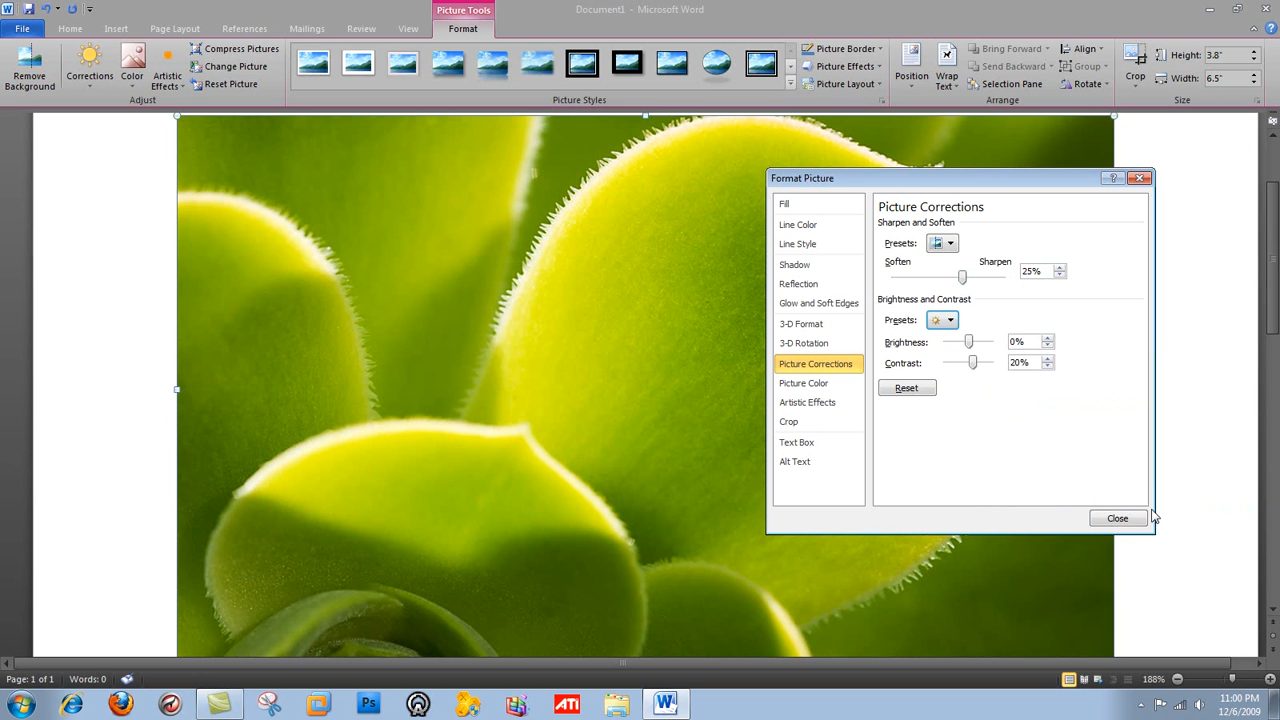 Picture Tools
Document1 - Microsoft Word
File
Home
Insert
Page Layout
References
Mailings
Review
View
Format
Remove
Background
Corrections
Color
Artistic
Effects
Compress Pictures
Change Picture
Reset Picture
Adjust
Picture Styles
Picture Border
Picture Effects
Picture Layout
Position
Wrap
Text
Bring Forward
Send Backward
Selection Pane
Align
Group
Rotate
Arrange
Crop
Height: 3.8"
Width: 6.5"
Size
Format Picture
Fill
Line Color
Line Style
Shadow
Reflection
Glow and Soft Edges
3-D Format
3-D Rotation
Picture Corrections
Picture Color
Artistic Effects
Crop
Text Box
Alt Text
Picture Corrections
Sharpen and Soften
Presets:
Soften
Sharpen
25%
Brightness and Contrast
Presets:
Brightness:
0%
Contrast:
20%
Reset
Close
Page: 1 of 1
Words: 0
188%
Ps
ATI
W
11:00 PM
12/6/2009